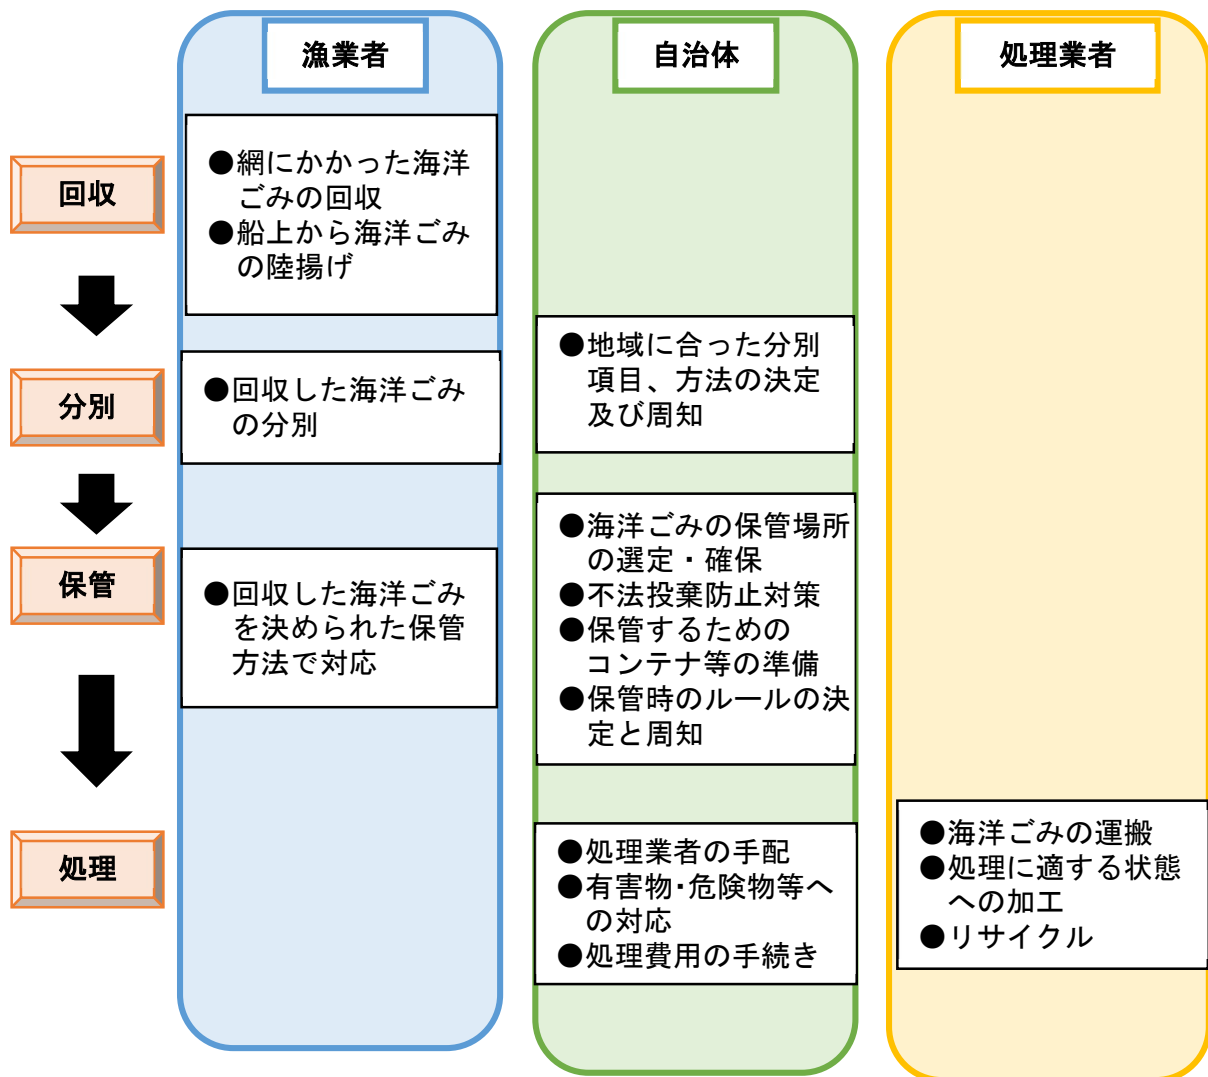 漁業者
自治体
処理業者
回収
●網にかかった海洋
ごみの回収
●船上から海洋ごみ
の陸揚げ
分別
●回収した海洋ごみ
の分別
●地域に合った分別
項目、方法の決定
及び周知
保管
●回収した海洋ごみ
を決められた保管
方法で対応
●海洋ごみの保管場所
の選定・確保
●不法投棄防止対策
●保管するための
コンテナ等の準備
●保管時のルールの決
定と周知
処理
●処理業者の手配
●有害物・危険物等へ
の対応
●処理費用の手続き
●海洋ごみの運搬
●処理に適する状態
への加工
●リサイクル